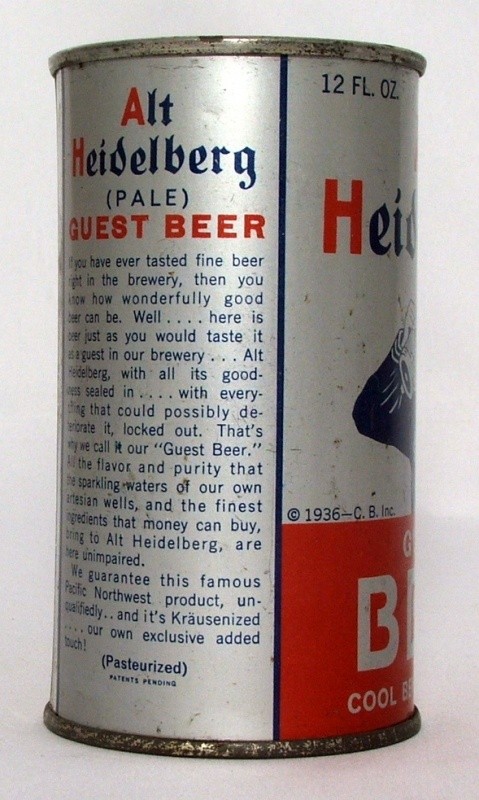 Alt
Heidelberg
(PALE)
GUEST BEER
If you have ever tasted fine beer
right in the brewery, then you
know how wonderfully good
beer can be. Well .... here is
beer just as you would taste it
as a guest in our brewery ... Alt
Heidelberg, with all its good-
ness sealed in .... with every-
thing that could possibly de-
teriorate it, locked out. That's
why we call it our "Guest Beer."
All the flavor and purity that
the sparkling waters of our own
artesian wells, and the finest
ingredients that money can buy,
bring to Alt Heidelberg, are
here unimpaired.
We guarantee this famous
Pacific Northwest product, un-
qualifiedly.. and it's Kräusenized
.... our own exclusive added
touch!
(Pasteurized)
PATENTS PENDING
12 FL. OZ.
Heid
© 1936—C. B. Inc.
G
BE
COOL BE